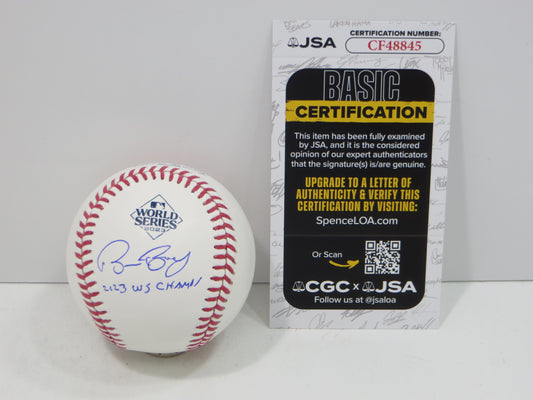 WORLD
SERIES
2023
2023 WS CHAMP!
JSA
CERTIFICATION NUMBER:
CF48845
BASIC
CERTIFICATION
This item has been fully examined
by JSA, and it is the considered
opinion of our expert authenticators
that the signature(s) is/are genuine.
UPGRADE TO A LETTER OF
AUTHENTICITY & VERIFY THIS
CERTIFICATION BY VISITING:
SpenceLOA.com
Or Scan
CGC x JSA
Follow us at @jsaloa